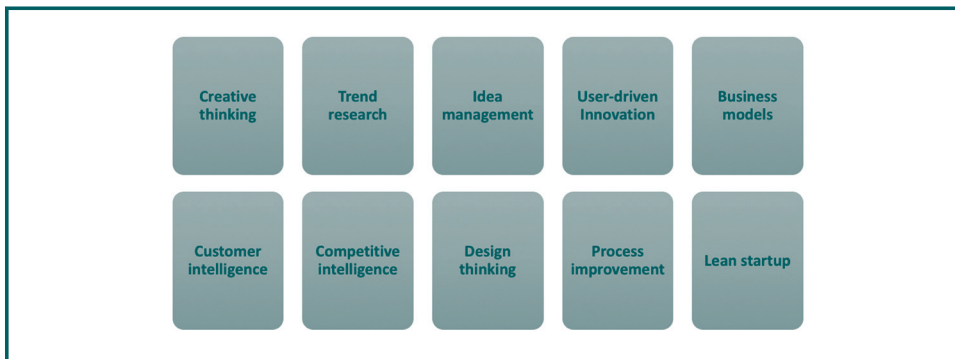 Creative
thinking
Trend
research
Idea
management
User-driven
Innovation
Business
models
Customer
intelligence
Competitive
intelligence
Design
thinking
Process
improvement
Lean startup